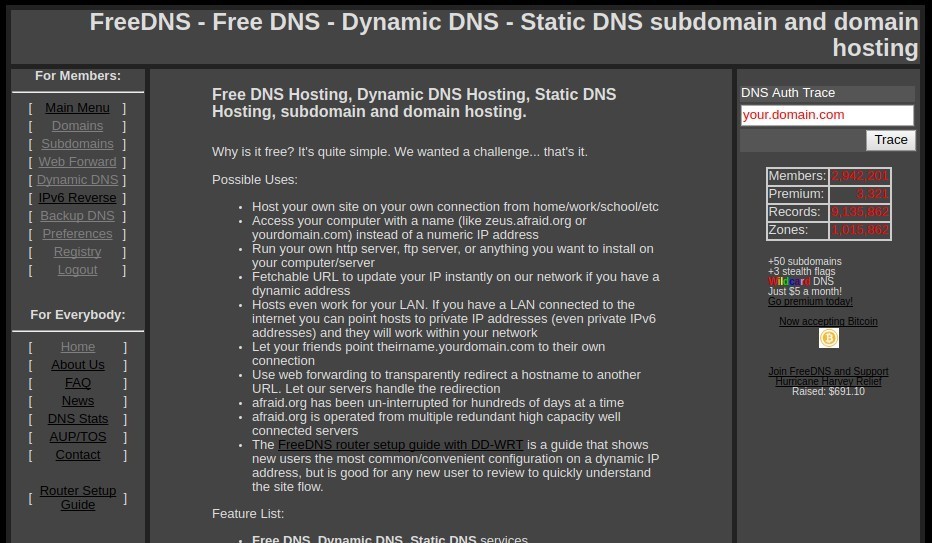 FreeDNS - Free DNS - Dynamic DNS - Static DNS subdomain and domain
hosting
For Members:
[ Main Menu ]
[ Domains ]
[ Subdomains ]
[ Web Forward ]
[ Dynamic DNS ]
[ IPv6 Reverse ]
[ Backup DNS ]
[ Preferences ]
[ Registry ]
[ Logout ]
For Everybody:
[ Home ]
[ About Us ]
[ FAQ ]
[ News ]
[ DNS Stats ]
[ AUP/TOS ]
[ Contact ]
[ Router Setup
Guide ]
Free DNS Hosting, Dynamic DNS Hosting, Static DNS
Hosting, subdomain and domain hosting.
Why is it free? It's quite simple. We wanted a challenge... that's it.
Possible Uses:
• Host your own site on your own connection from home/work/school/etc
• Access your computer with a name (like zeus.afraid.org or
yourdomain.com) instead of a numeric IP address
• Run your own http server, ftp server, or anything you want to install on
your computer/server
• Fetchable URL to update your IP instantly on our network if you have a
dynamic address
• Hosts even work for your LAN. If you have a LAN connected to the
internet you can point hosts to private IP addresses (even private IPv6
addresses) and they will work within your network
• Let your friends point theirname.yourdomain.com to their own
connection
• Use web forwarding to transparently redirect a hostname to another
URL. Let our servers handle the redirection
• afraid.org has been un-interrupted for hundreds of days at a time
• afraid.org is operated from multiple redundant high capacity well
connected servers
• The FreeDNS router setup guide with DD-WRT is a guide that shows
new users the most common/convenient configuration on a dynamic IP
address, but is good for any new user to review to quickly understand
the site flow.
Feature List:
• Free DNS, Dynamic DNS, Static DNS services
DNS Auth Trace
your.domain.com
Trace
Members: 2,942,201
Premium: 3,321
Records: 9,135,862
Zones: 1,015,862
+50 subdomains
+3 stealth flags
Wildcard DNS
Just $5 a month!
Go premium today!
Now accepting Bitcoin
Join FreeDNS and Support
Hurricane Harvey Relief
Raised: $691.10